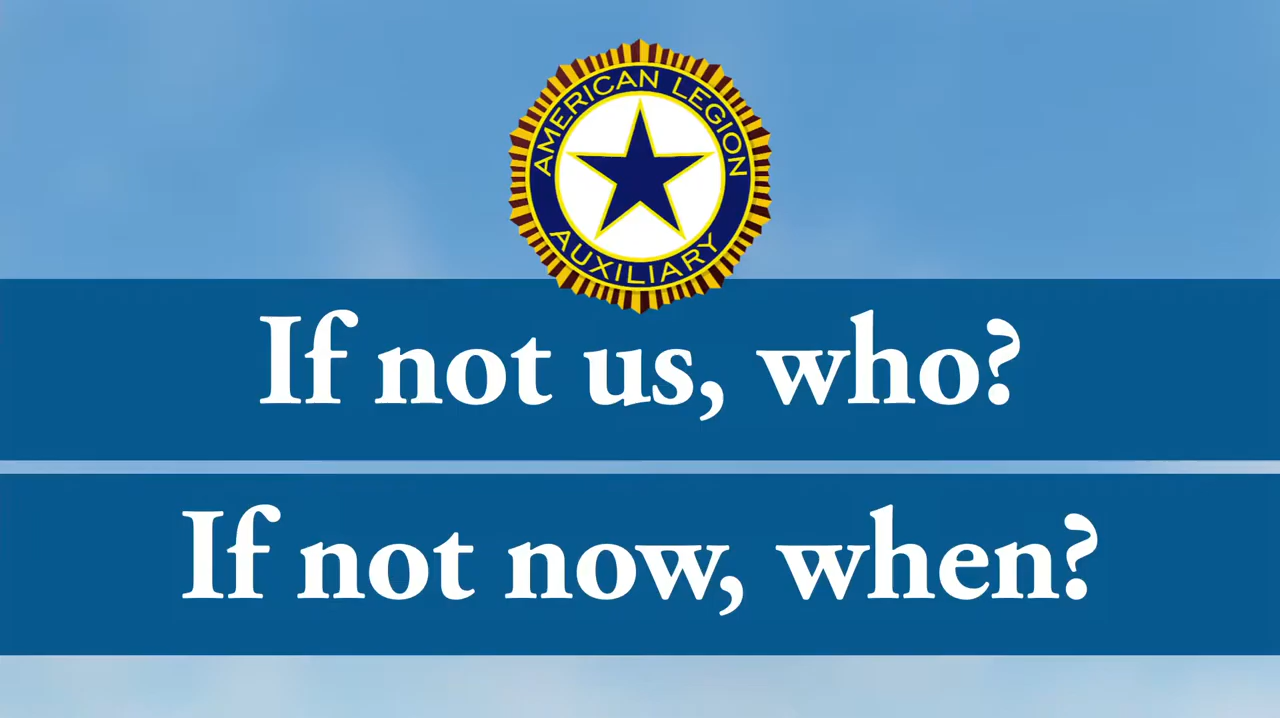 AMERICAN LEGION
AUXILIARY
If not us, who?
If not now, when?